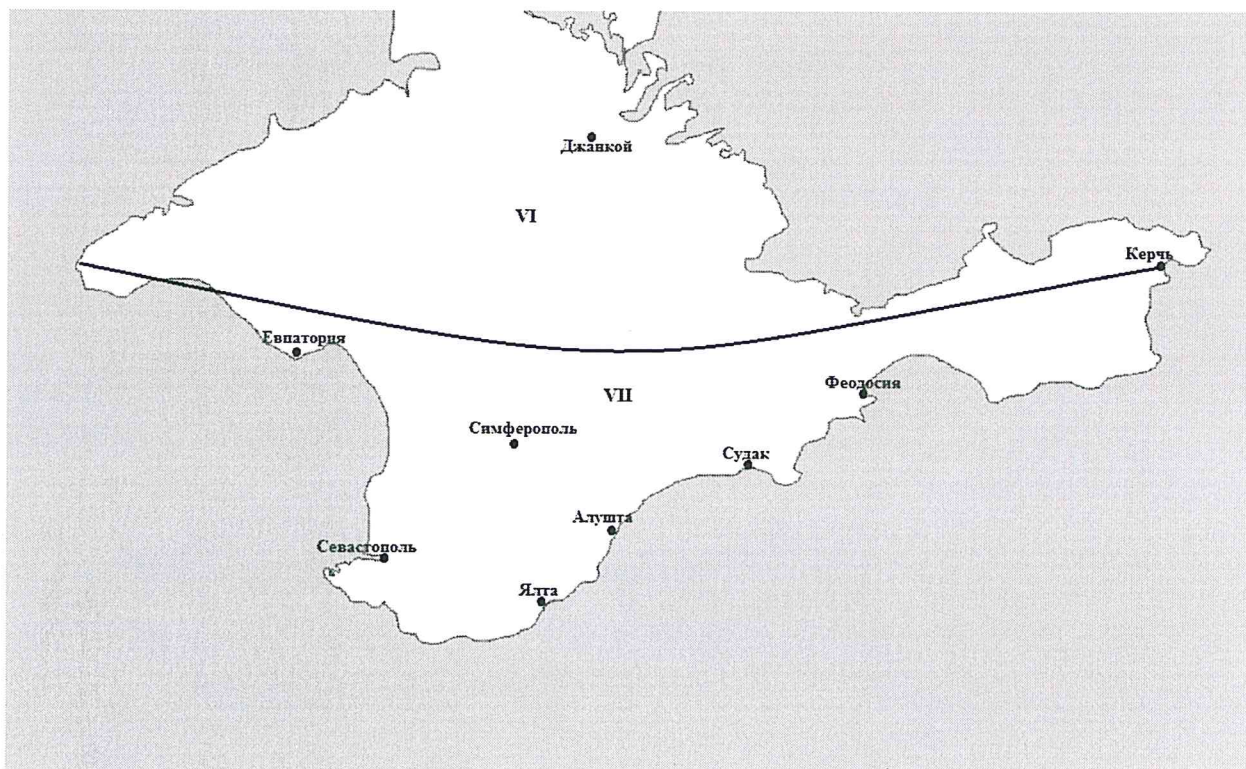 Джанкой
VI
Керчь
Евпатория
Феодосия
VII
Симферополь
Судак
Алушта
Севастополь
Ялта